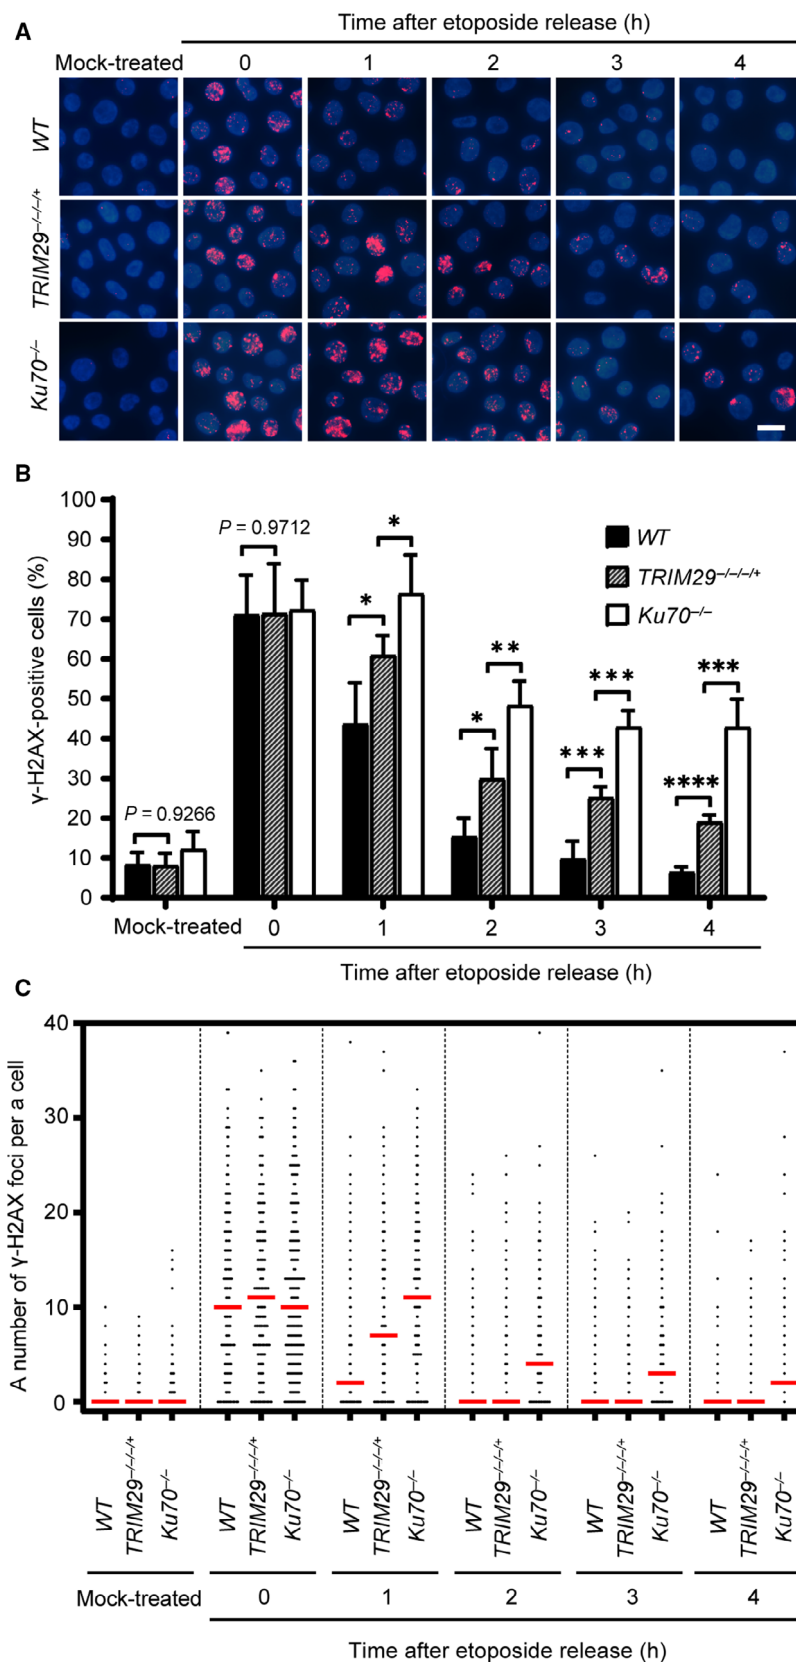 A
Time after etoposide release (h)
Mock-treated 0 1 2 3 4
WT
TRIM29–/–/–/+
Ku70–/–
B
100
90
80
70
60
50
40
30
20
10
0
γ-H2AX-positive cells (%)
P = 0.9266
P = 0.9712
*
*
*
**
***
***
****
***
WT
TRIM29–/–/–/+
Ku70–/–
Mock-treated 0 1 2 3 4
Time after etoposide release (h)
C
40
30
20
10
0
A number of γ-H2AX foci per a cell
WT TRIM29–/–/–/+ Ku70–/– WT TRIM29–/–/–/+ Ku70–/– WT TRIM29–/–/–/+ Ku70–/– WT TRIM29–/–/–/+ Ku70–/– WT TRIM29–/–/–/+ Ku70–/– WT TRIM29–/–/–/+ Ku70–/–
Mock-treated 0 1 2 3 4
Time after etoposide release (h)